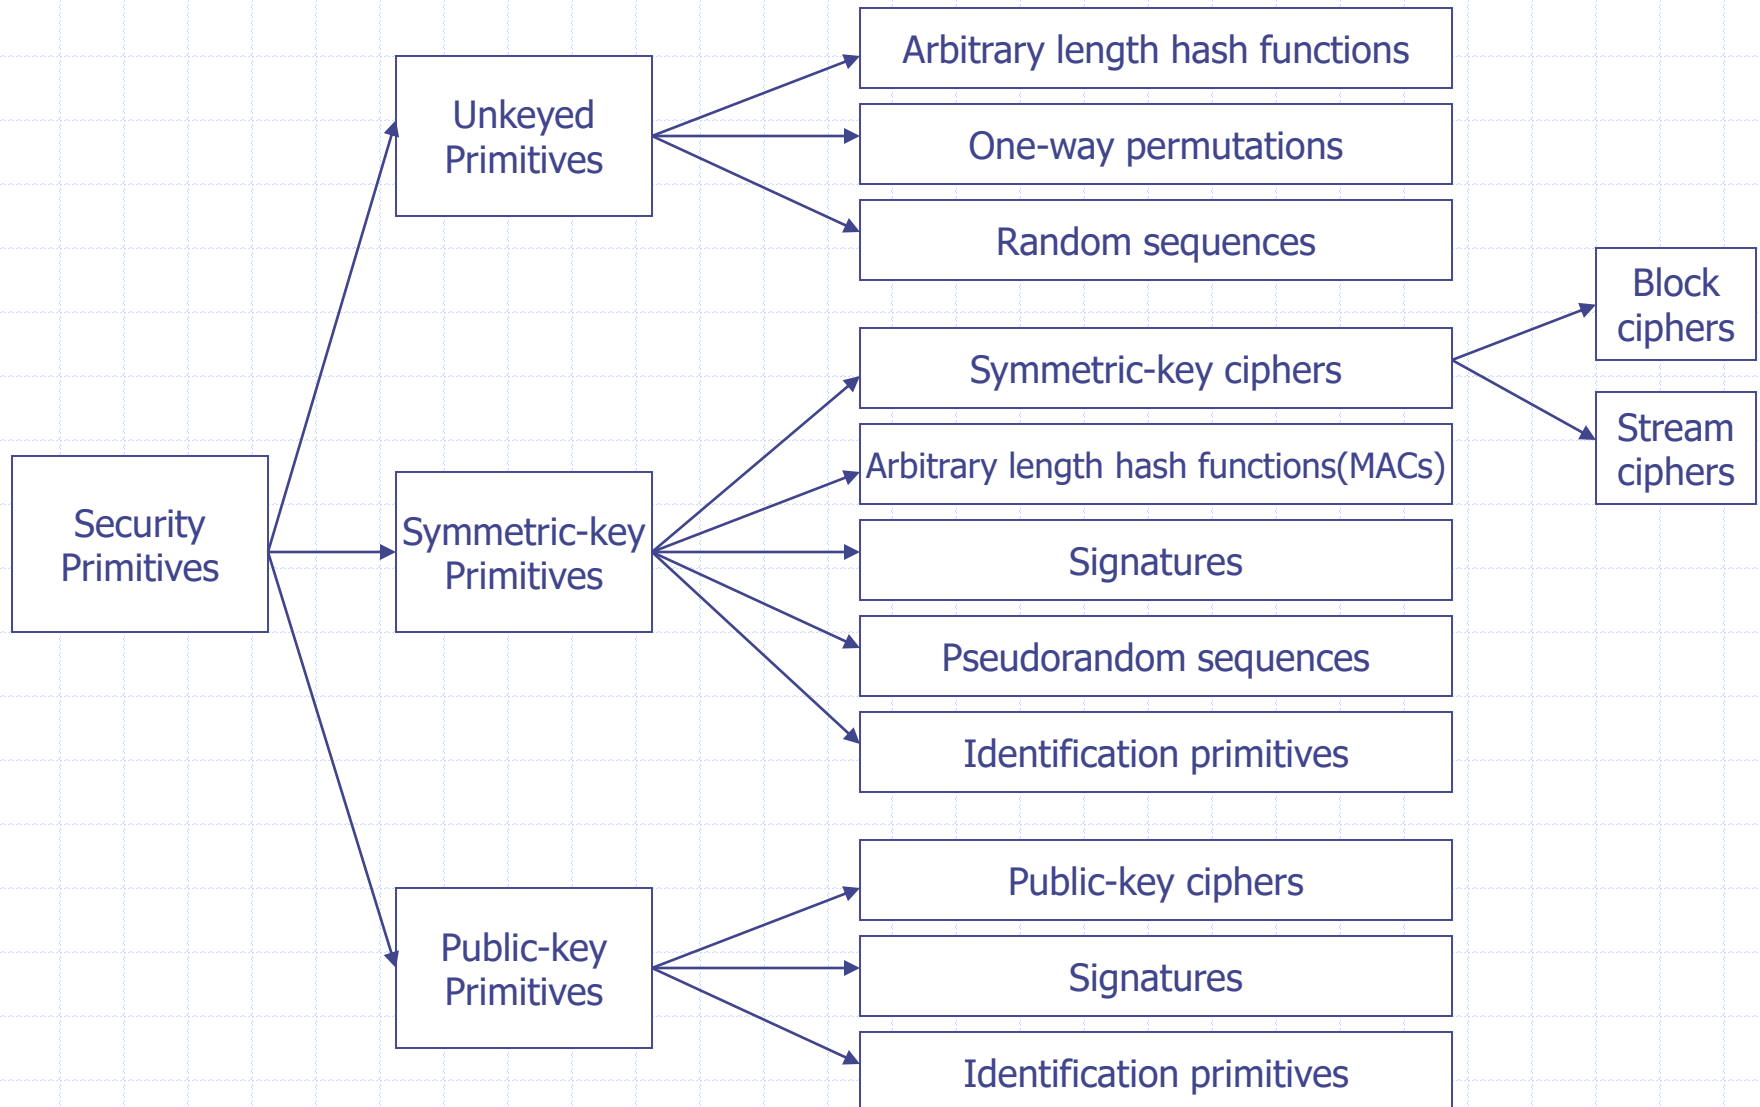 Security
Primitives
Unkeyed
Primitives
Arbitrary length hash functions
One-way permutations
Random sequences
Symmetric-key
Primitives
Symmetric-key ciphers
Block
ciphers
Stream
ciphers
Arbitrary length hash functions(MACs)
Signatures
Pseudorandom sequences
Identification primitives
Public-key
Primitives
Public-key ciphers
Signatures
Identification primitives